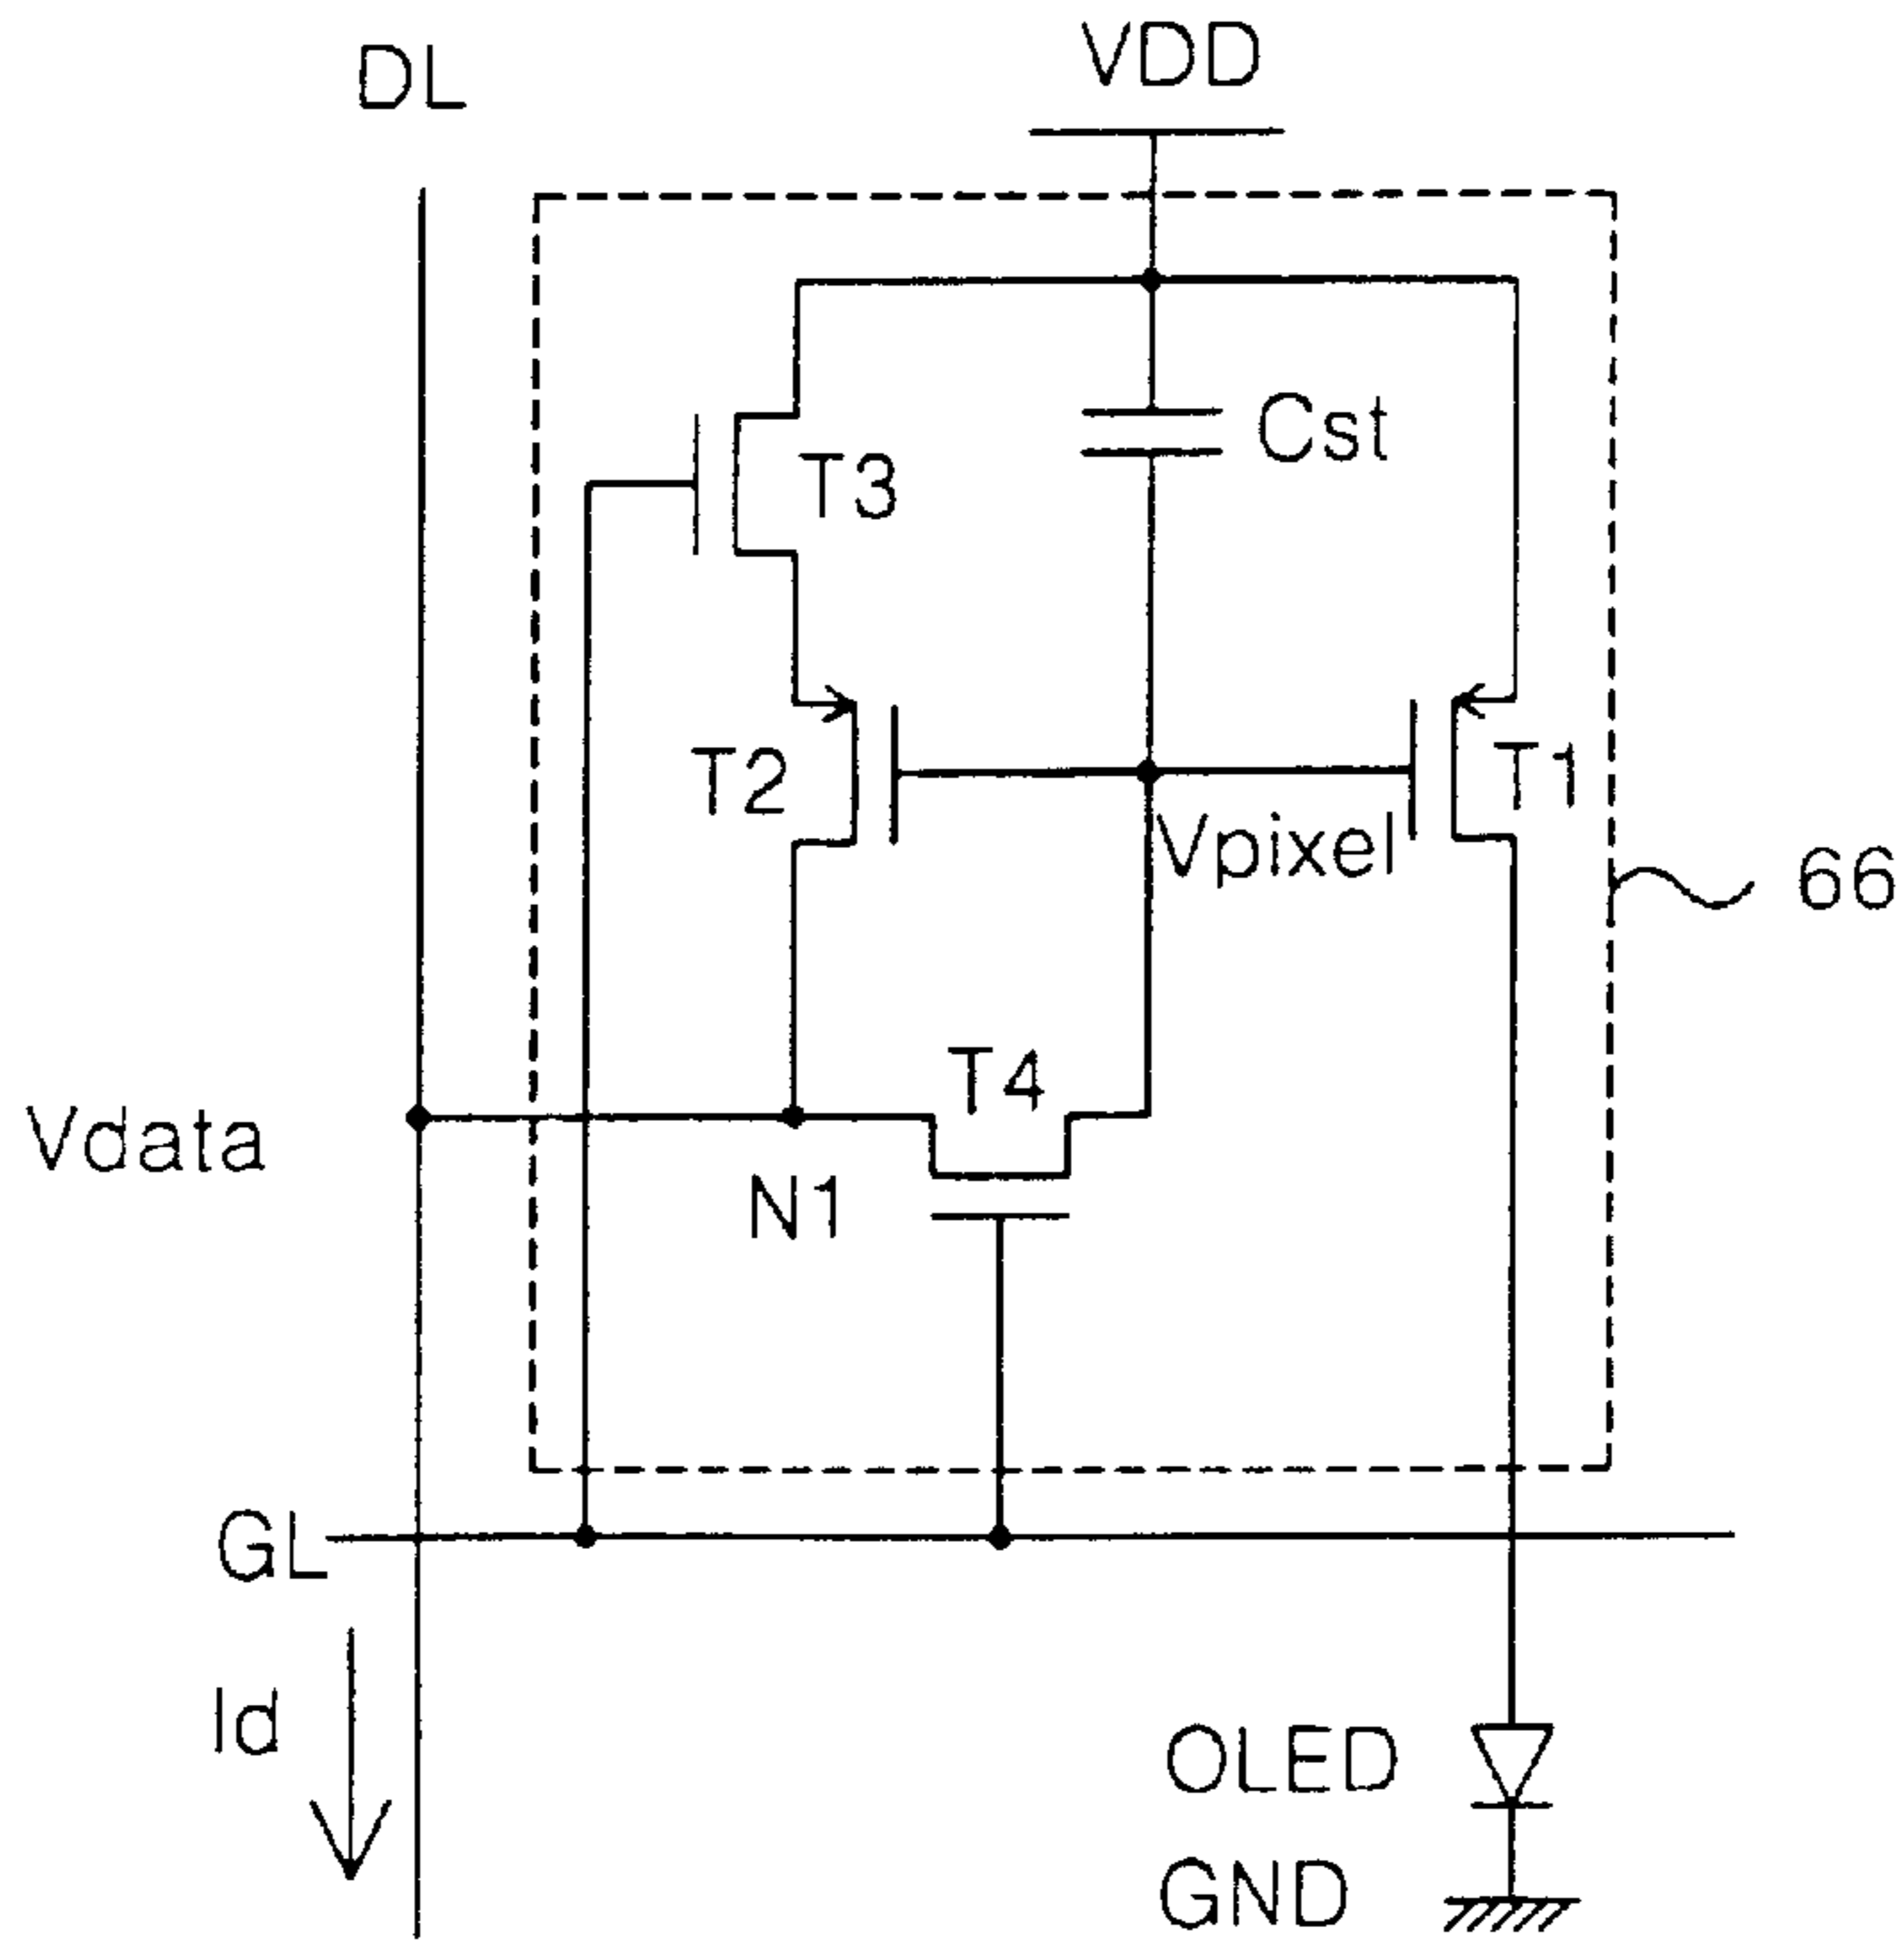 VDD
DL
Cst
T3
T2
T1
Vpixel
66
T4
Vdata
N1
GL
Id
OLED
GND